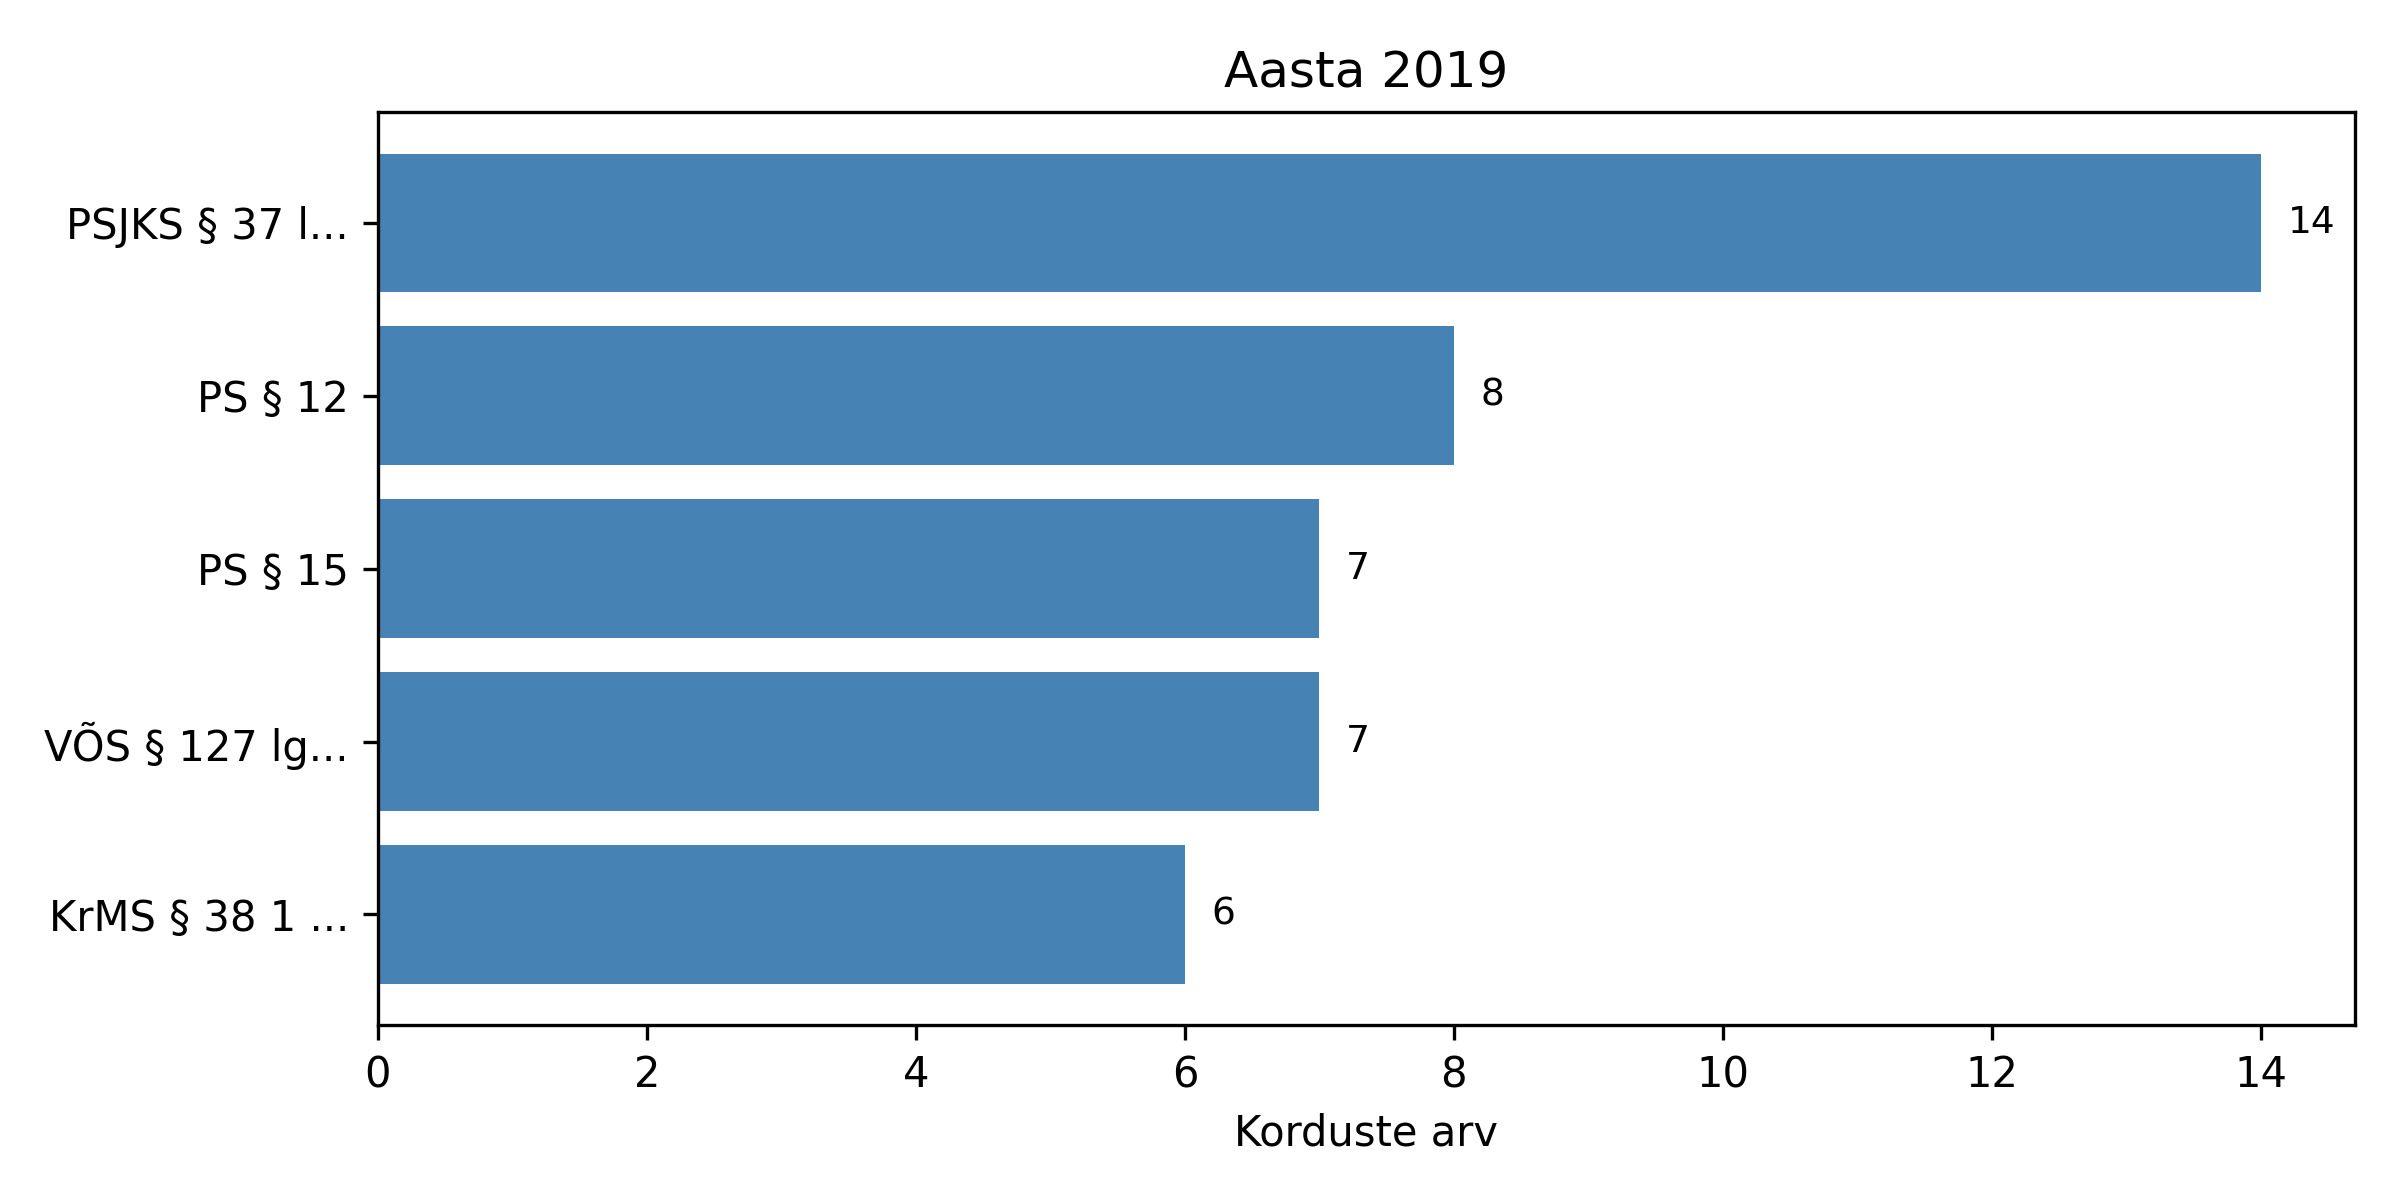 Aasta 2019
PSJKS § 37 l...
14
PS § 12
8
PS § 15
7
VÕS § 127 lg...
7
KrMS § 38 1 ...
6
0 2 4 6 8 10 12 14
Korduste arv